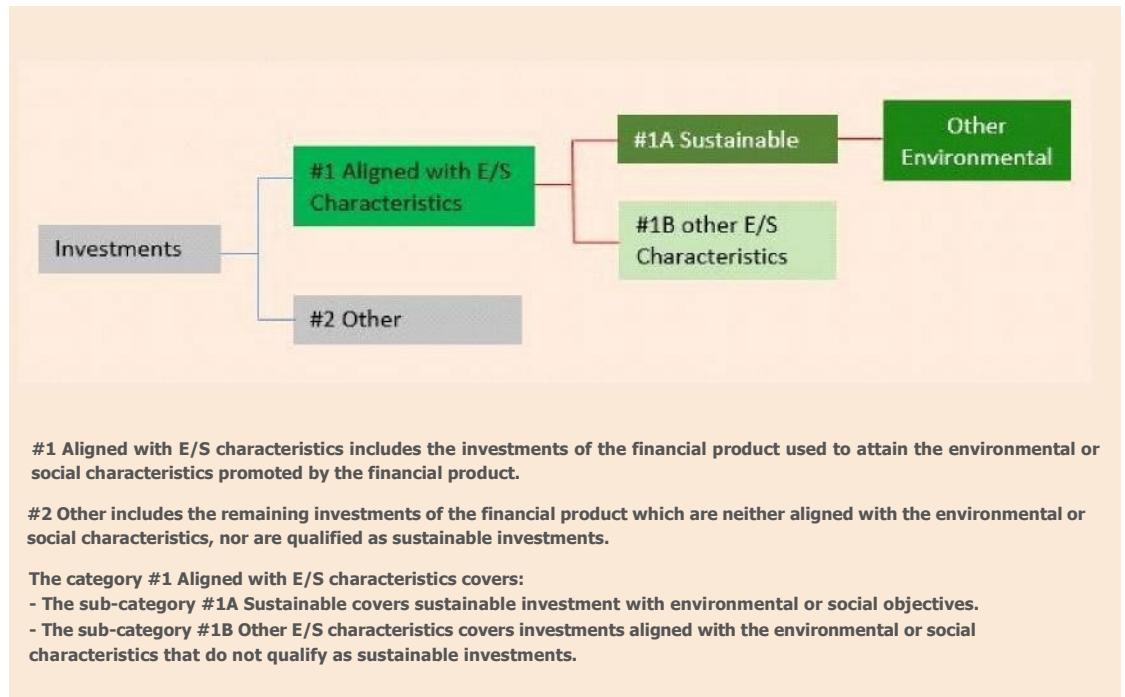 Other
Environmental
#1A Sustainable
#1 Aligned with E/S
Characteristics
#1B other E/S
Characteristics
Investments
#2 Other
#1 Aligned with E/S characteristics includes the investments of the financial product used to attain the environmental or
social characteristics promoted by the financial product.
#2 Other includes the remaining investments of the financial product which are neither aligned with the environmental or
social characteristics, nor are qualified as sustainable investments.
The category #1 Aligned with E/S characteristics covers:
- The sub-category #1A Sustainable covers sustainable investment with environmental or social objectives.
- The sub-category #1B Other E/S characteristics covers investments aligned with the environmental or social
characteristics that do not qualify as sustainable investments.